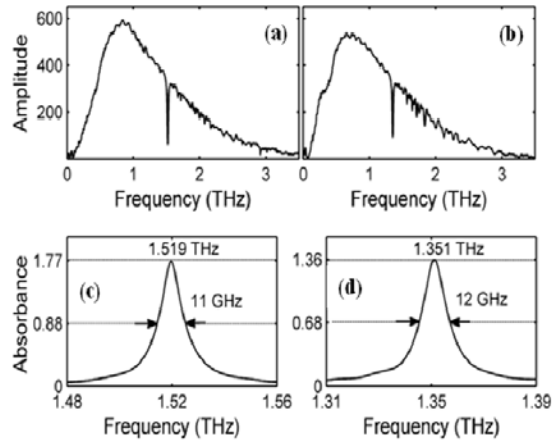 600
400
200
Amplitude
(a)
0 1 2 3
Frequency (THz)
(b)
0 1 2 3
Frequency (THz)
1.77
0.88
0
Absorbance
(c)
1.519 THz
11 GHz
1.48 1.52 1.56
Frequency (THz)
1.36
0.68
0
(d)
1.351 THz
12 GHz
1.31 1.35 1.39
Frequency (THz)